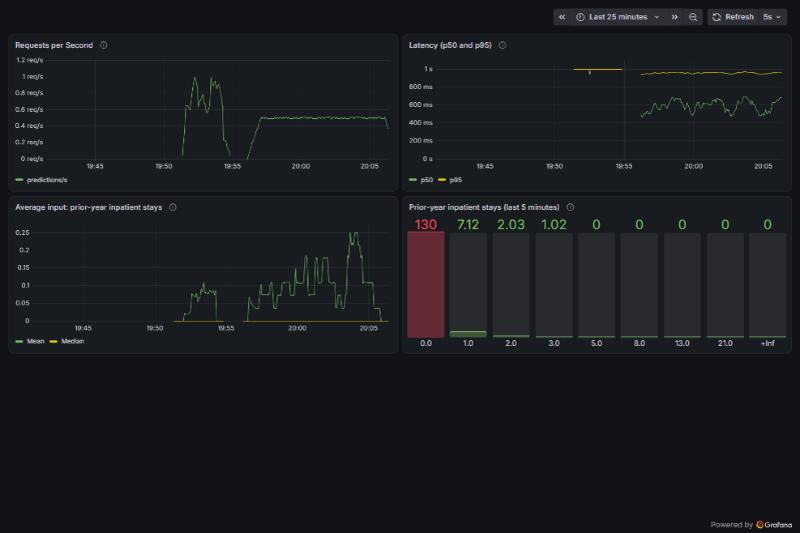 Last 25 minutes
Refresh 5s
Requests per Second
1.2 req/s
1 req/s
0.8 req/s
0.6 req/s
0.4 req/s
0.2 req/s
0 req/s
19:45 19:50 19:55 20:00 20:05
predictions/s
Latency (p50 and p95)
1 s
800 ms
600 ms
400 ms
200 ms
0 s
19:45 19:50 19:55 20:00 20:05
p50 p95
Average input: prior-year inpatient stays
0.25
0.2
0.15
0.1
0.05
0
19:45 19:50 19:55 20:00 20:05
Mean Median
Prior-year inpatient stays (last 5 minutes)
130 7.12 2.03 1.02 0 0 0 0 0
0.0 1.0 2.0 3.0 5.0 8.0 13.0 21.0 +Inf
Powered by Grafana